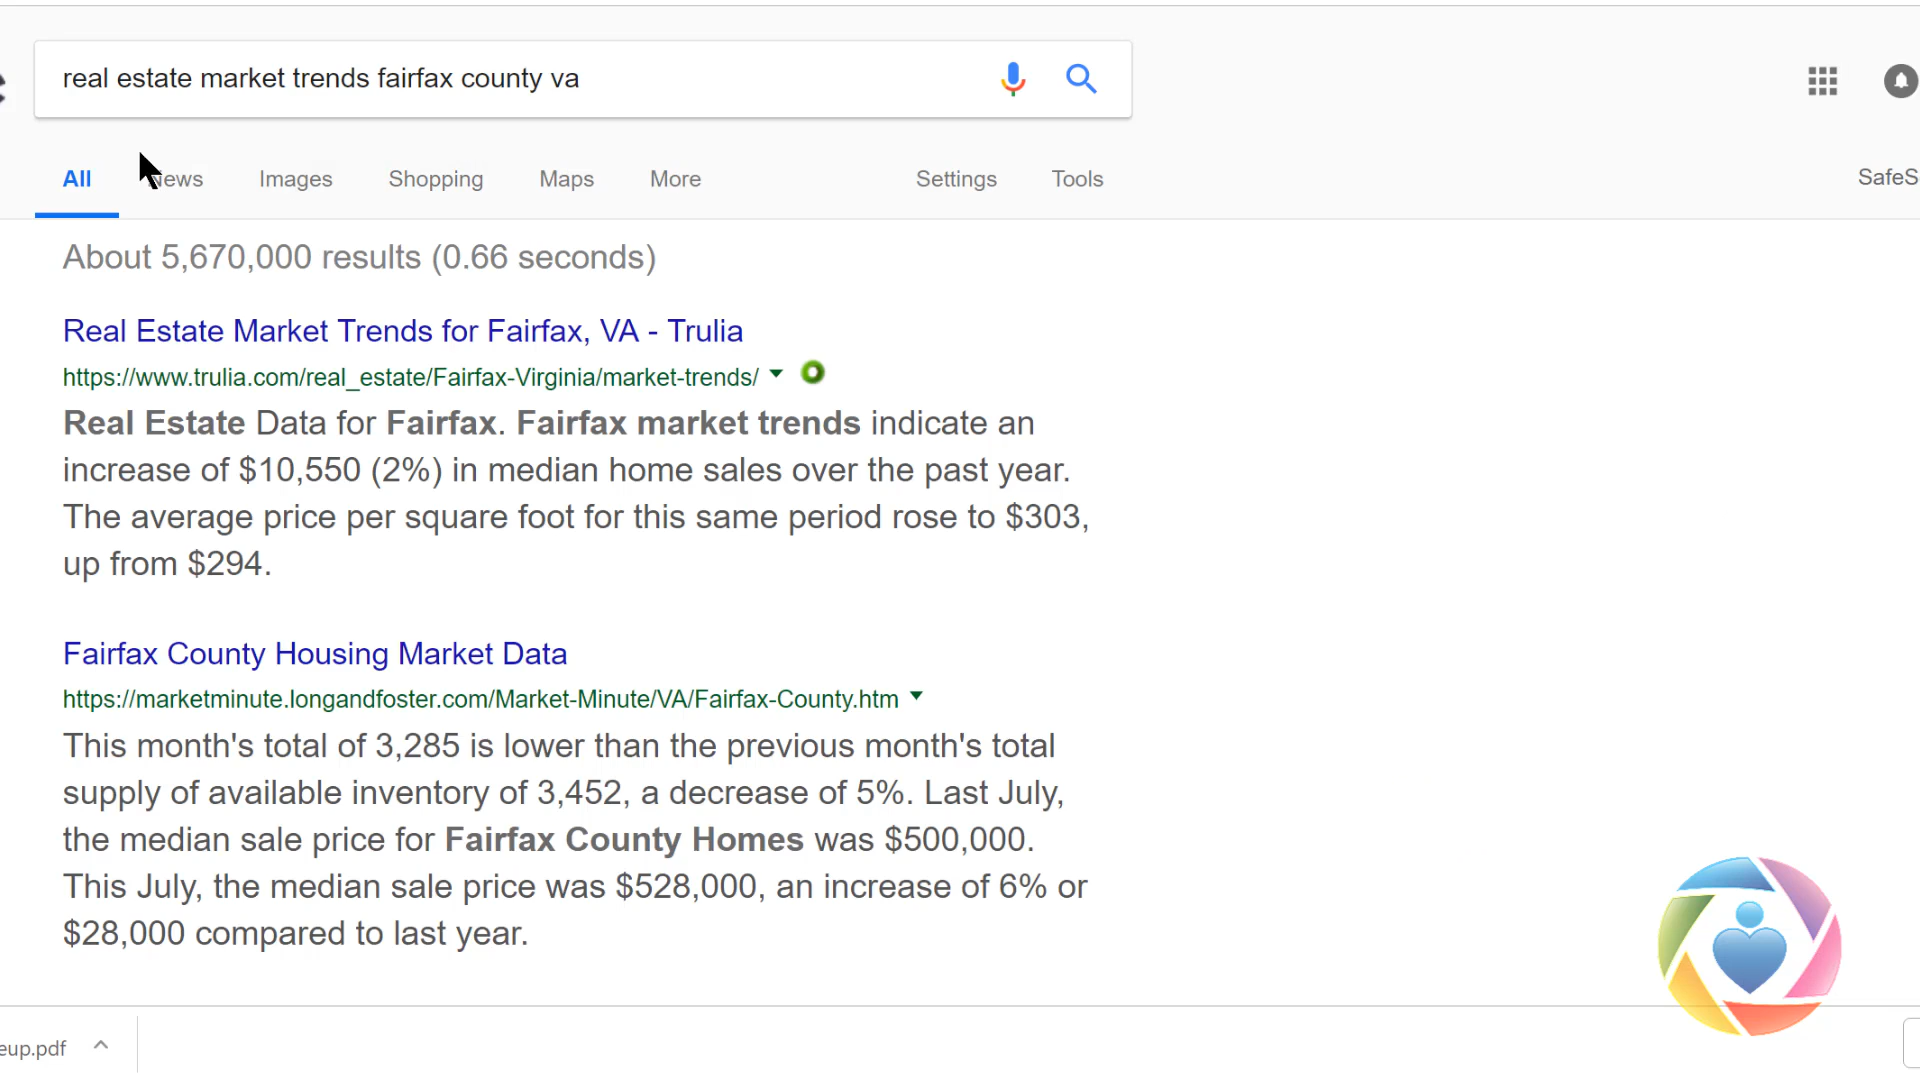 real estate market trends fairfax county va
All News Images Shopping Maps More Settings Tools SafeS
About 5,670,000 results (0.66 seconds)
Real Estate Market Trends for Fairfax, VA - Trulia
https://www.trulia.com/real_estate/Fairfax-Virginia/market-trends/
Real Estate Data for Fairfax. Fairfax market trends indicate an
increase of $10,550 (2%) in median home sales over the past year.
The average price per square foot for this same period rose to $303,
up from $294.
Fairfax County Housing Market Data
https://marketminute.longandfoster.com/Market-Minute/VA/Fairfax-County.htm
This month's total of 3,285 is lower than the previous month's total
supply of available inventory of 3,452, a decrease of 5%. Last July,
the median sale price for Fairfax County Homes was $500,000.
This July, the median sale price was $528,000, an increase of 6% or
$28,000 compared to last year.
eup.pdf